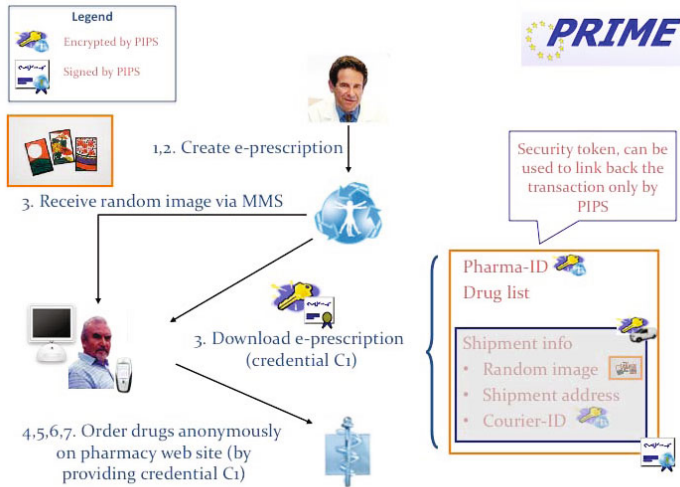 Legend
Encrypted by PIPS
Signed by PIPS
PRIME
1,2. Create e-prescription
Security token, can be
used to link back the
transaction only by
PIPS
3. Receive random image via MMS
Pharma-ID
Drug list
3. Download e-prescription
(credential C1)
Shipment info
• Random image
• Shipment address
• Courier-ID
4,5,6,7. Order drugs anonymously
on pharmacy web site (by
providing credential C1)